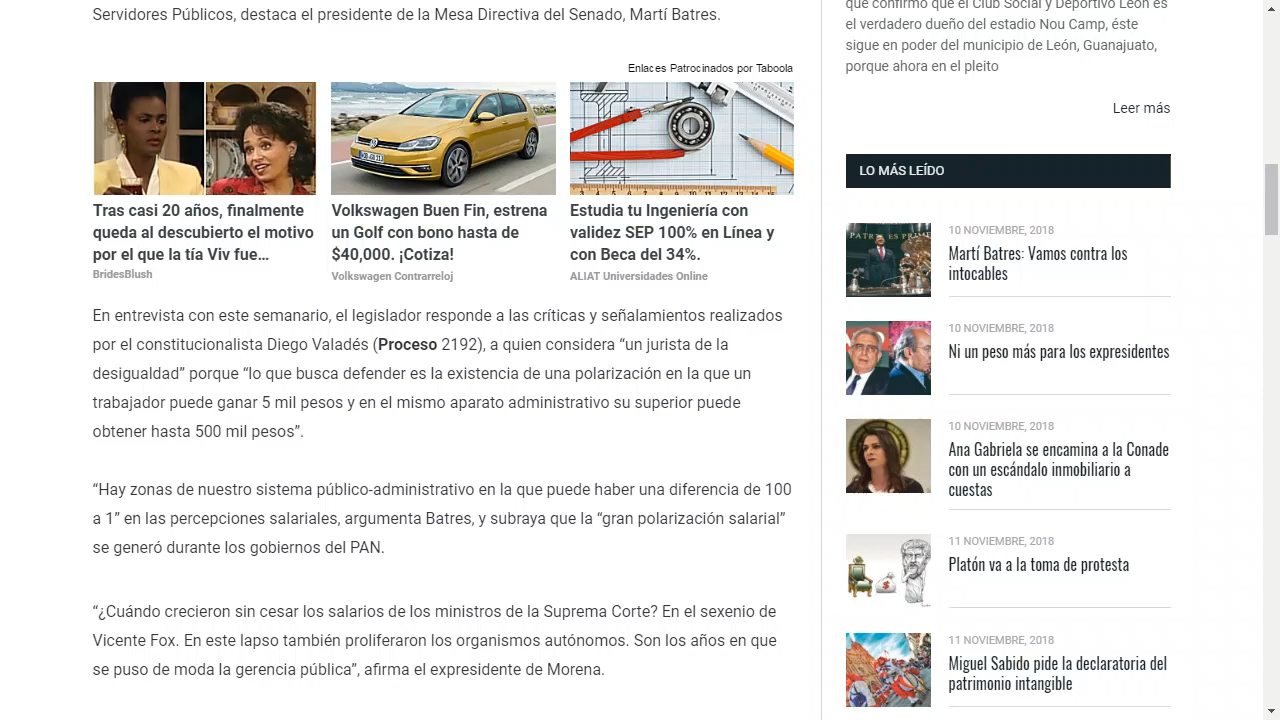 Servidores Públicos, destaca el presidente de la Mesa Directiva del Senado, Martí Batres.
Enlaces Patrocinados por Taboola
Tras casi 20 años, finalmente
queda al descubierto el motivo
por el que la tía Viv fue...
BridesBlush
Volkswagen Buen Fin, estrena
un Golf con bono hasta de
$40,000. ¡Cotiza!
Volkswagen Contrarreloj
Estudia tu Ingeniería con
validez SEP 100% en Línea y
con Beca del 34%.
ALIAT Universidades Online
En entrevista con este semanario, el legislador responde a las críticas y señalamientos realizados
por el constitucionalista Diego Valadés (Proceso 2192), a quien considera “un jurista de la
desigualdad” porque “lo que busca defender es la existencia de una polarización en la que un
trabajador puede ganar 5 mil pesos y en el mismo aparato administrativo su superior puede
obtener hasta 500 mil pesos”.
“Hay zonas de nuestro sistema público-administrativo en la que puede haber una diferencia de 100
a 1” en las percepciones salariales, argumenta Batres, y subraya que la “gran polarización salarial”
se generó durante los gobiernos del PAN.
“¿Cuándo crecieron sin cesar los salarios de los ministros de la Suprema Corte? En el sexenio de
Vicente Fox. En este lapso también proliferaron los organismos autónomos. Son los años en que
se puso de moda la gerencia pública”, afirma el expresidente de Morena.
que confirmó que el Club Social y Deportivo León es
el verdadero dueño del estadio Nou Camp, éste
sigue en poder del municipio de León, Guanajuato,
porque ahora en el pleito
Leer más
LO MÁS LEÍDO
10 NOVIEMBRE, 2018
Martí Batres: Vamos contra los
intocables
10 NOVIEMBRE, 2018
Ni un peso más para los expresidentes
10 NOVIEMBRE, 2018
Ana Gabriela se encamina a la Conade
con un escándalo inmobiliario a
cuestas
11 NOVIEMBRE, 2018
Platón va a la toma de protesta
11 NOVIEMBRE, 2018
Miguel Sabido pide la declaratoria del
patrimonio intangible